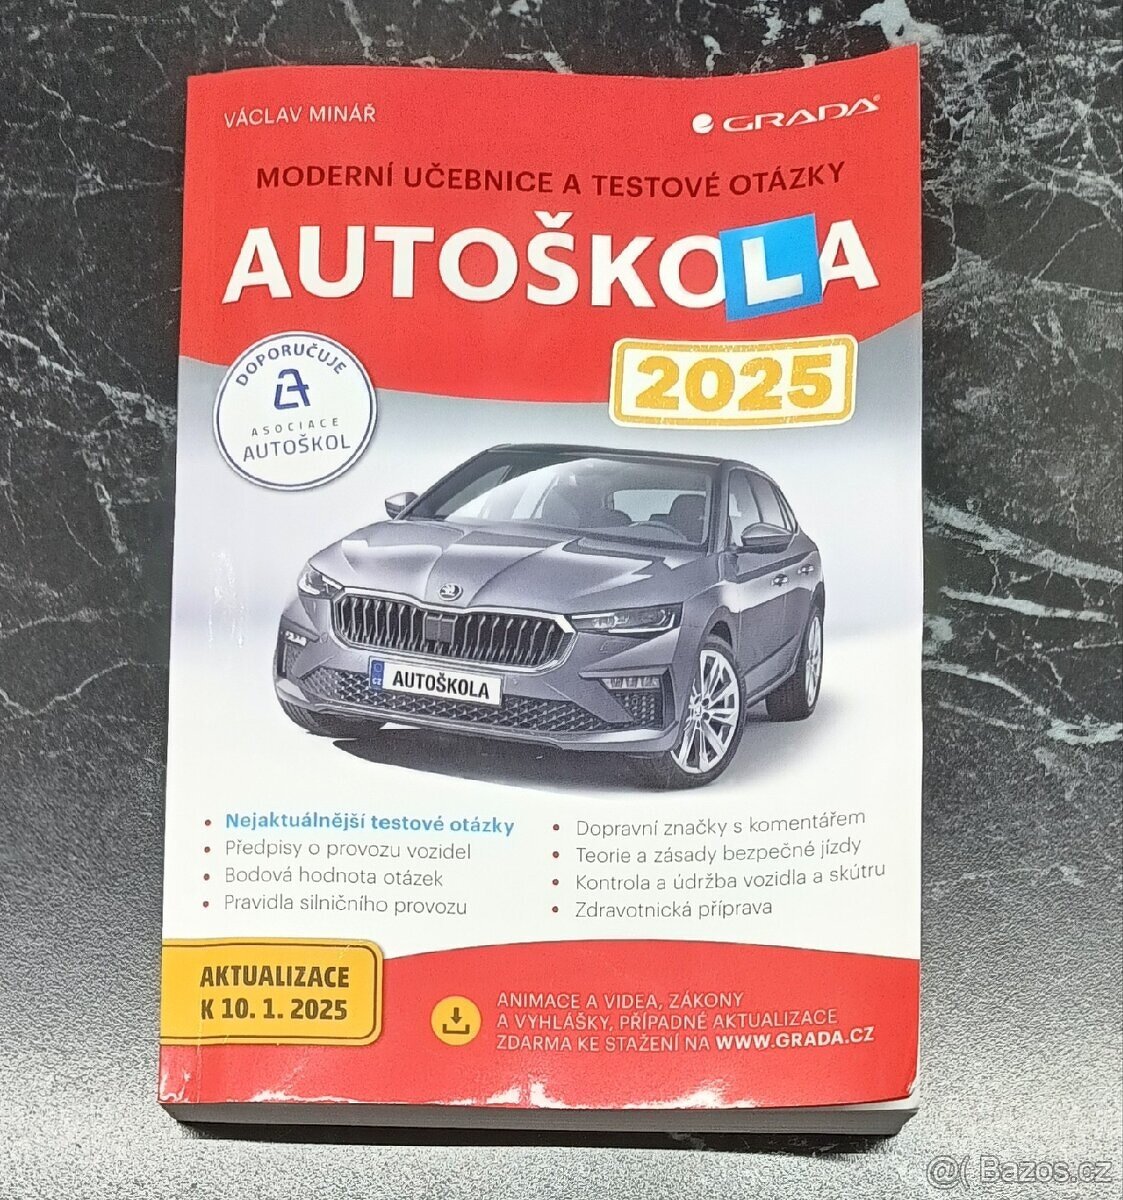 VÁCLAV MINÁŘ
GRADA®
MODERNÍ UČEBNICE A TESTOVÉ OTÁZKY
AUTOŠKOLA
2025
DOPORUČUJE
ASOCIACE
AUTOŠKOL
CZ AUTOŠKOLA
• Nejaktuálnější testové otázky
• Předpisy o provozu vozidel
• Bodová hodnota otázek
• Pravidla silničního provozu
• Dopravní značky s komentářem
• Teorie a zásady bezpečné jízdy
• Kontrola a údržba vozidla a skútru
• Zdravotnická příprava
AKTUALIZACE
K 10. 1. 2025
ANIMACE A VIDEA, ZÁKONY
A VYHLÁŠKY, PŘÍPADNÉ AKTUALIZACE
ZDARMA KE STAŽENÍ NA WWW.GRADA.CZ
@( Bazos.cz